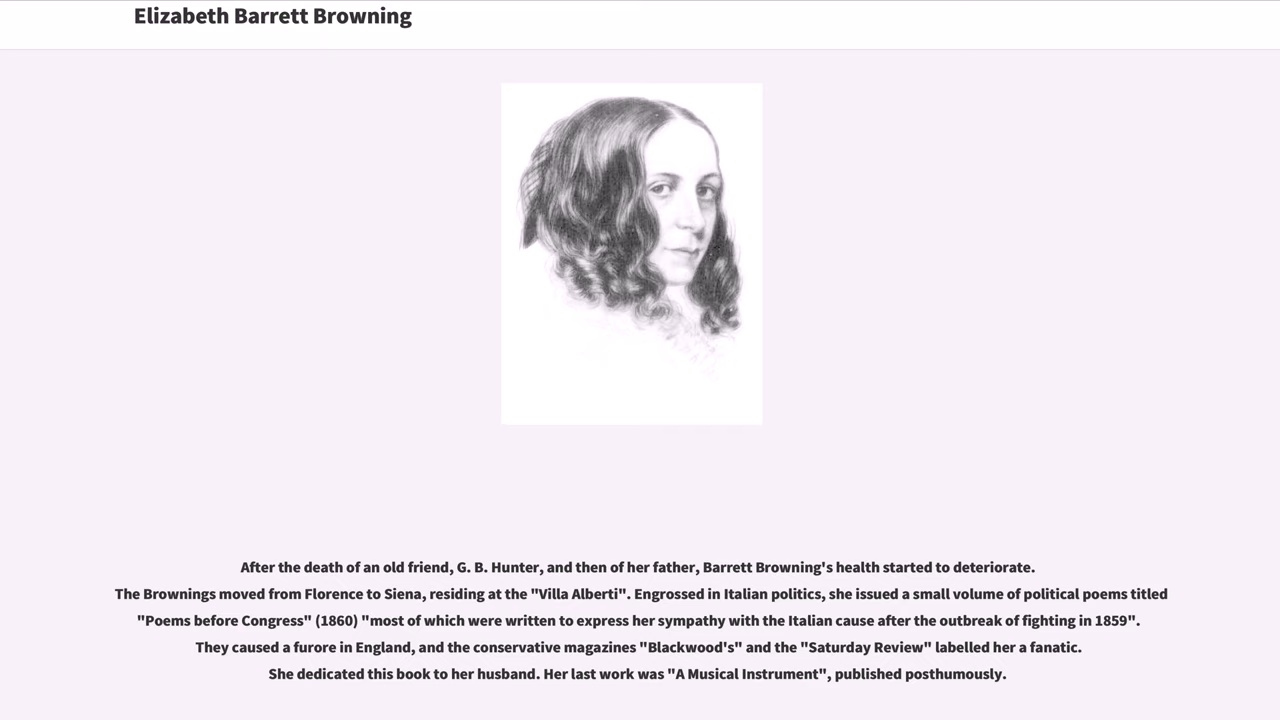 Elizabeth Barrett Browning
After the death of an old friend, G. B. Hunter, and then of her father, Barrett Browning's health started to deteriorate.
The Brownings moved from Florence to Siena, residing at the "Villa Alberti". Engrossed in Italian politics, she issued a small volume of political poems titled
"Poems before Congress" (1860) "most of which were written to express her sympathy with the Italian cause after the outbreak of fighting in 1859".
They caused a furore in England, and the conservative magazines "Blackwood's" and the "Saturday Review" labelled her a fanatic.
She dedicated this book to her husband. Her last work was "A Musical Instrument", published posthumously.